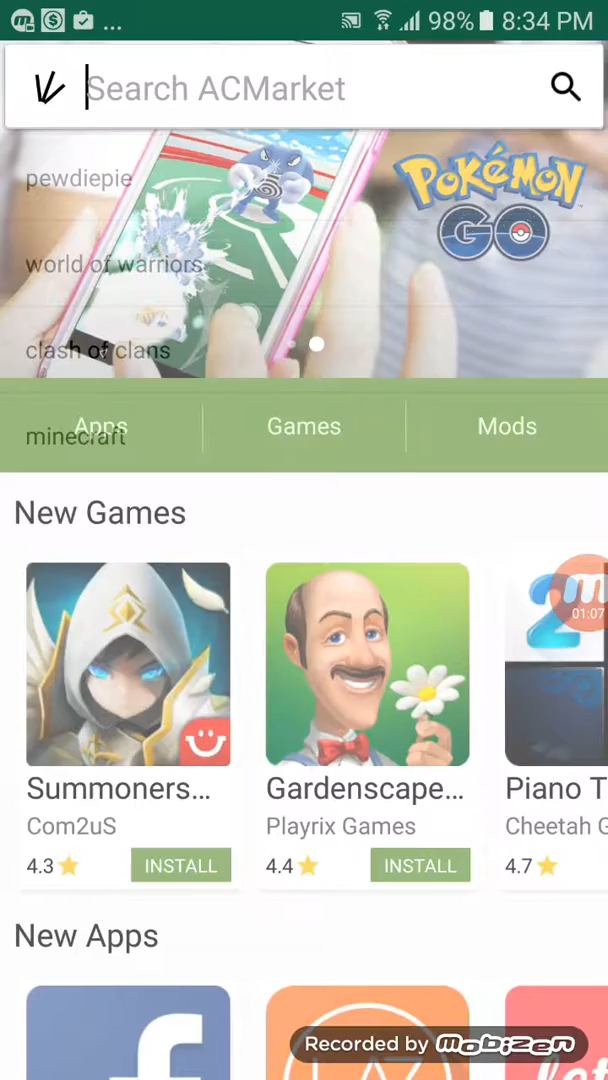 ... 98% 8:34 PM
Search ACMarket
pewdiepie
POKÉMON
GO
world of warriors
clash of clans
minecraft
Apps Games Mods
New Games
01:07
Summoners... Gardenscape... Piano T
Com2uS Playrix Games Cheetah G
4.3 INSTALL 4.4 INSTALL 4.7
New Apps
Recorded by mobizen